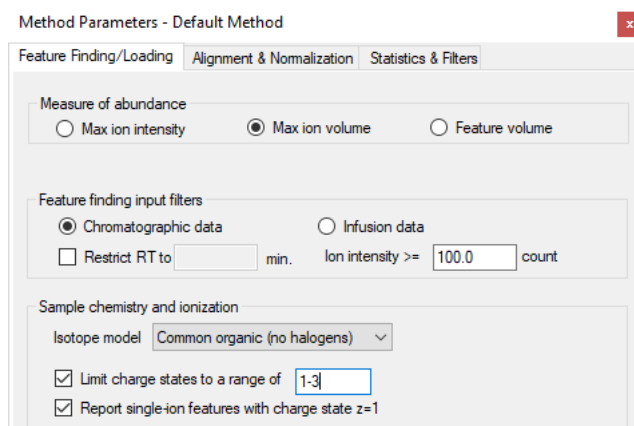 Method Parameters - Default Method
x
Feature Finding/Loading Alignment & Normalization Statistics & Filters
Measure of abundance
Max ion intensity Max ion volume Feature volume
Feature finding input filters
Chromatographic data Infusion data
Restrict RT to min. Ion intensity >= 100.0 count
Sample chemistry and ionization
Isotope model Common organic (no halogens)
Limit charge states to a range of 1-3
Report single-ion features with charge state z=1